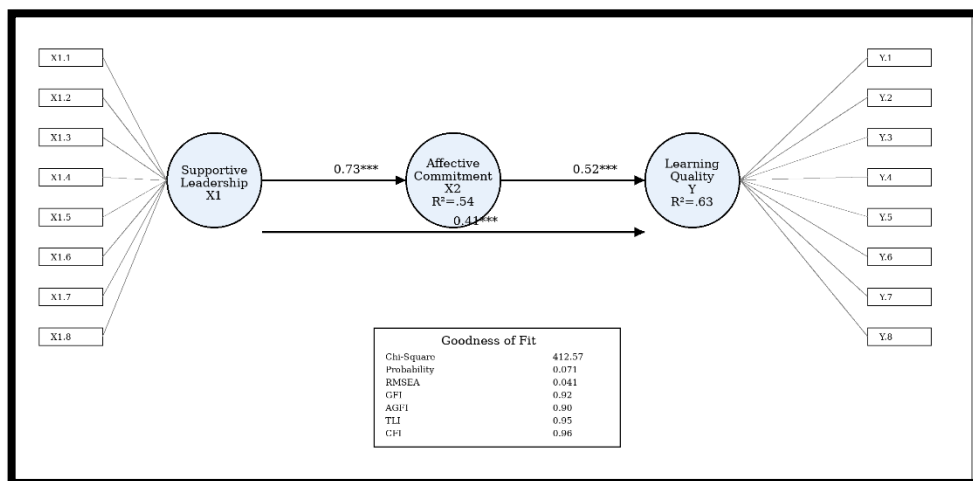 X1.1
X1.2
X1.3
X1.4
X1.5
X1.6
X1.7
X1.8
Supportive
Leadership
X1
0.73***
Affective
Commitment
X2
R²=.54
0.52***
0.41***
Learning
Quality
Y
R²=.63
Y.1
Y.2
Y.3
Y.4
Y.5
Y.6
Y.7
Y.8
Goodness of Fit
Chi-Square 412.57
Probability 0.071
RMSEA 0.041
GFI 0.92
AGFI 0.90
TLI 0.95
CFI 0.96